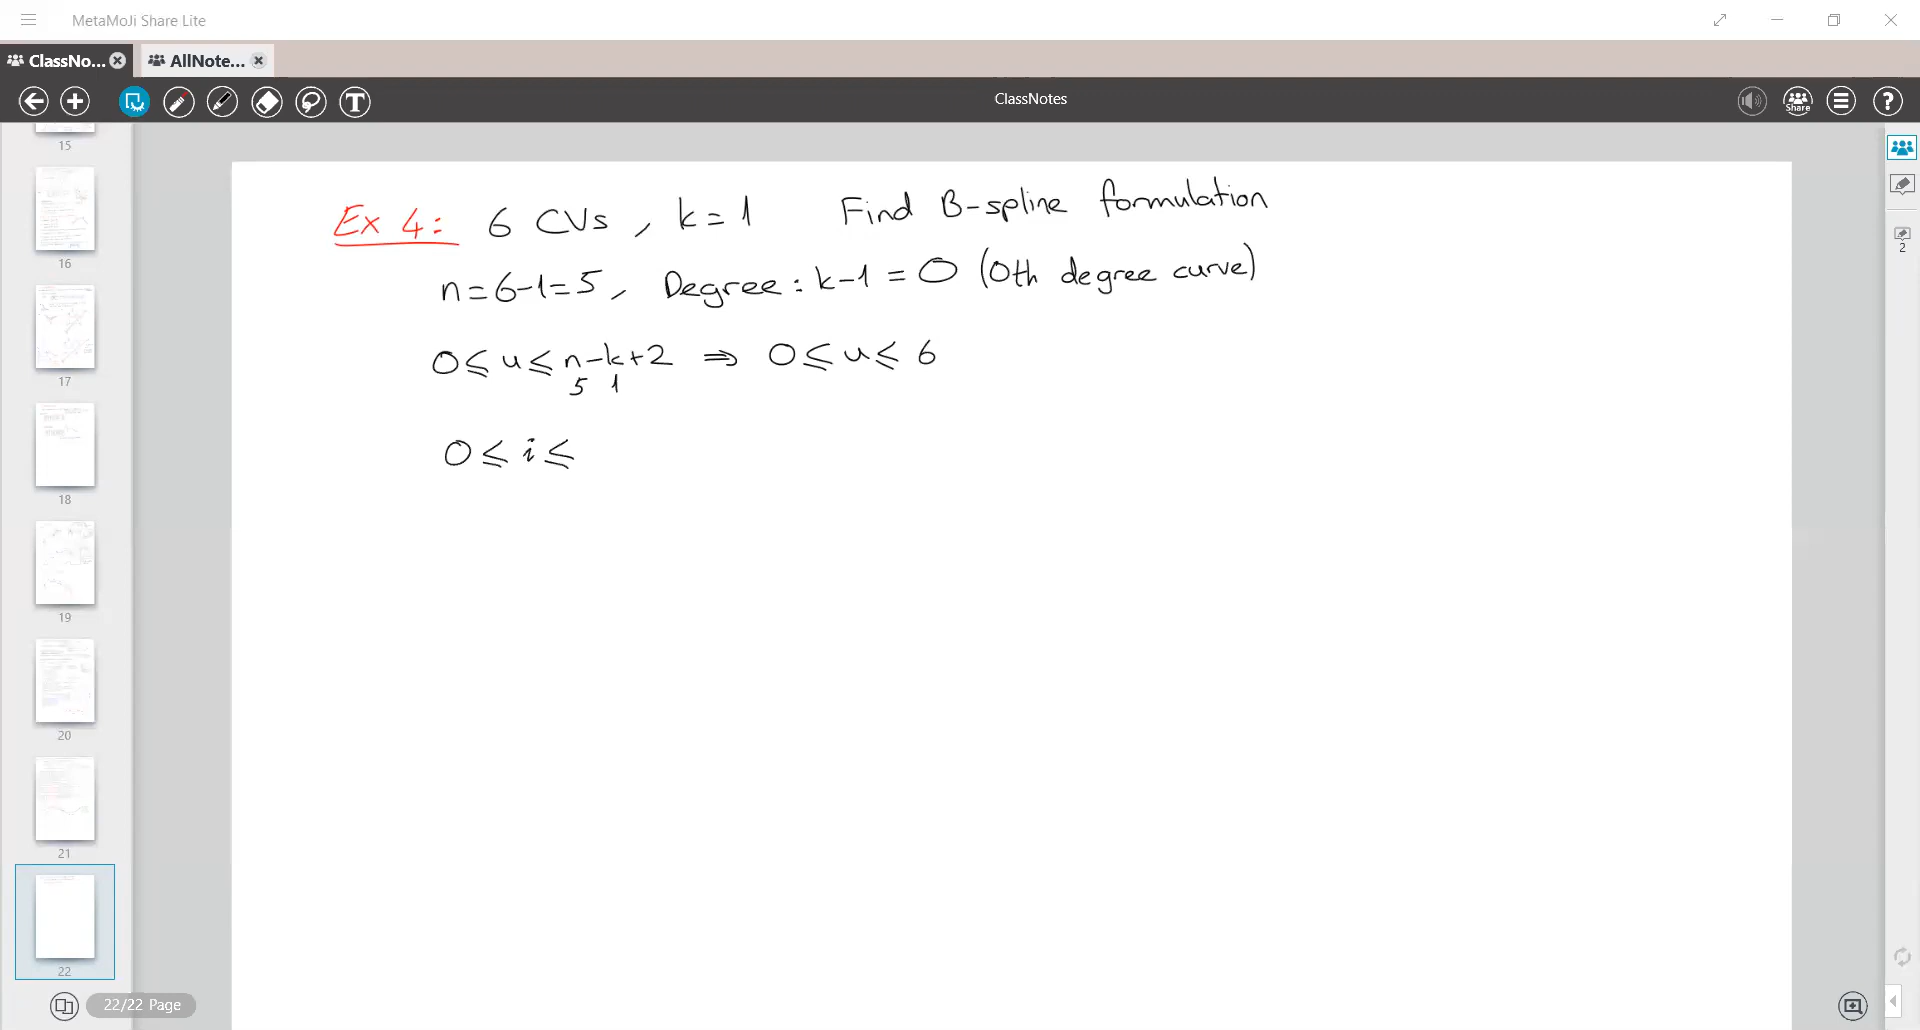 MetaMoJi Share Lite
ClassNo...
AllNote...
ClassNotes
Share
?
T
15
16
17
18
19
20
21
22
22/22 Page
2
Ex 4: 6 CVs , k = 1 Find B-spline formulation
n = 6-1 = 5 , Degree : k-1 = 0 (0th degree curve)
0 ≤ u ≤ n-k+2 ⇒ 0 ≤ u ≤ 6
5 1
0 ≤ i ≤